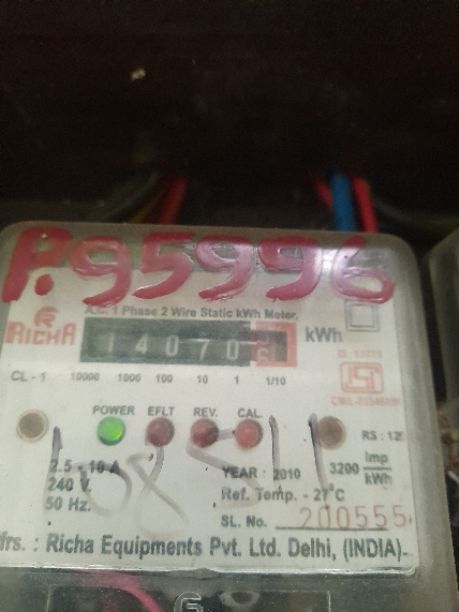 P.95996
A.C. 1 Phase 2 Wire Static kWh Meter.
RICHA
14070 kWh
CL - 1 10000 1000 100 10 1 1/10
POWER EFLT REV. CAL.
2.5 - 10 A
240 V.
50 Hz.
YEAR : 2010 3200 imp/kWh
Ref. Temp. - 27°C
SL. No. 200555
Mfrs. : Richa Equipments Pvt. Ltd. Delhi, (INDIA)